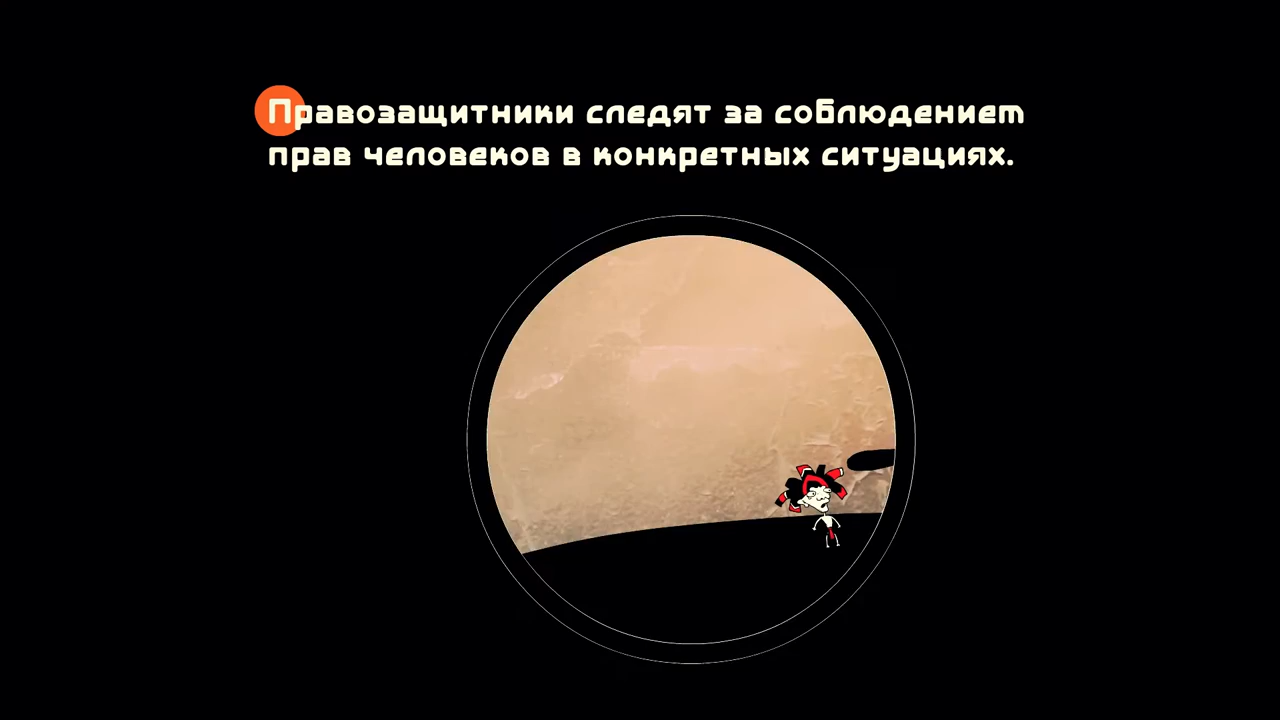 Правозащитники следят за соблюдением
прав человеков в конкретных ситуациях.